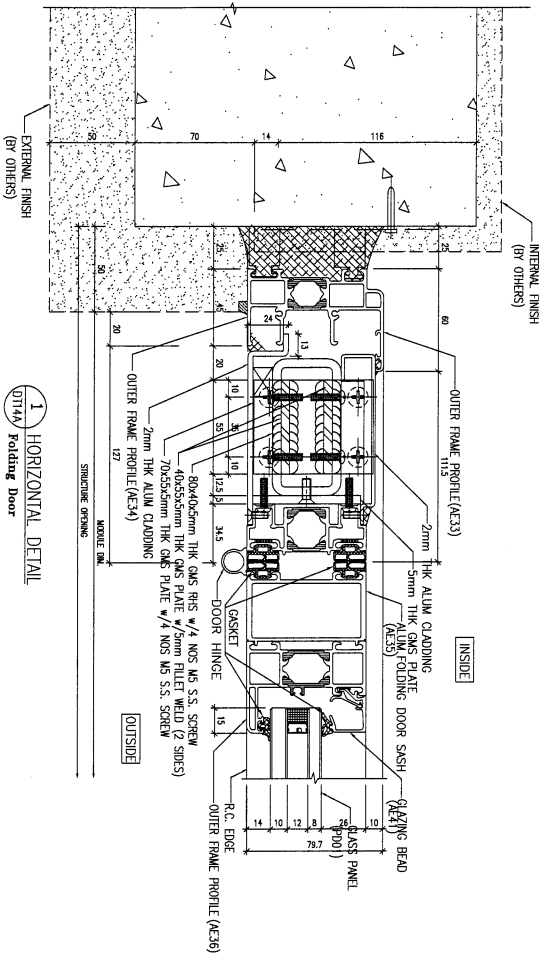 INTERNAL FINISH
(BY OTHERS)
EXTERNAL FINISH
(BY OTHERS)
50
70
14
116
25
25
60
111.5
50
45
20
24
13
20
10
35
55
10
12.5
5
34.5
127
OUTER FRAME PROFILE (AE33)
2mm THK ALUM CLADDING
5mm THK GMS PLATE
ALUM FOLDING DOOR SASH
(AE35)
INSIDE
GLAZING BEAD
(AE41)
GLASS PANEL
(PD01)
14
10
12
8
26
10
79.7
15
R.C. EDGE
OUTER FRAME PROFILE (AE36)
GASKET
DOOR HINGE
80x40x5mm THK GMS RHS w/4 NOS M5 S.S. SCREW
40x55x5mm THK GMS PLATE w/5mm FILLET WELD (2 SIDES)
70x55x5mm THK GMS PLATE w/4 NOS M5 S.S. SCREW
2mm THK ALUM CLADDING
OUTER FRAME PROFILE (AE34)
OUTSIDE
MODULE DIM.
STRUCTURE OPENING
1
DT14A
HORIZONTAL DETAIL
Folding Door